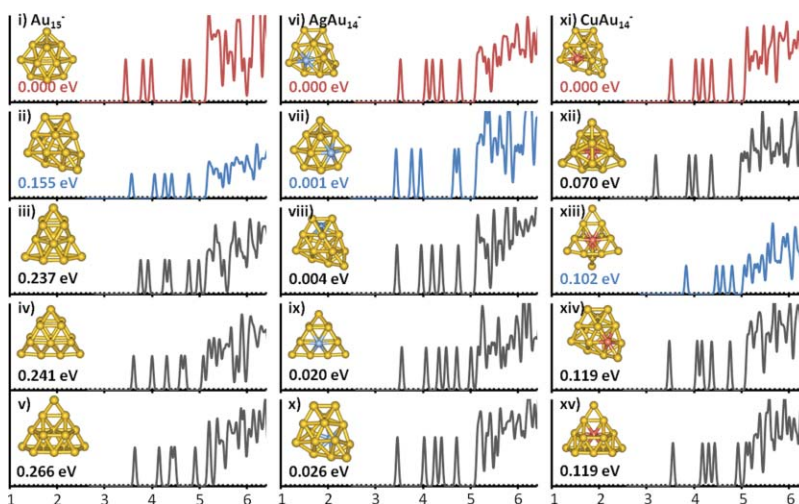 i) Au₁₅⁻
0.000 eV
ii)
0.155 eV
iii)
0.237 eV
iv)
0.241 eV
v)
0.266 eV
1 2 3 4 5 6
vi) AgAu₁₄⁻
0.000 eV
vii)
0.001 eV
viii)
0.004 eV
ix)
0.020 eV
x)
0.026 eV
1 2 3 4 5 6
xi) CuAu₁₄⁻
0.000 eV
xii)
0.070 eV
xiii)
0.102 eV
xiv)
0.119 eV
xv)
0.119 eV
1 2 3 4 5 6